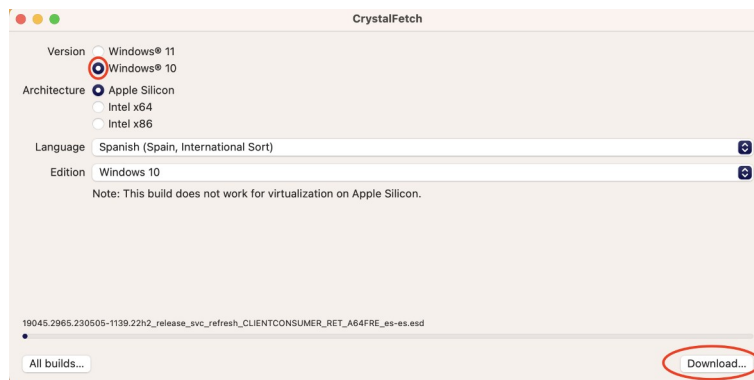 CrystalFetch
Version Windows® 11
Windows® 10
Architecture Apple Silicon
Intel x64
Intel x86
Language Spanish (Spain, International Sort)
Edition Windows 10
Note: This build does not work for virtualization on Apple Silicon.
19045.2965.230505-1139.22h2_release_svc_refresh_CLIENTCONSUMER_RET_A64FRE_es-es.esd
All builds... Download...